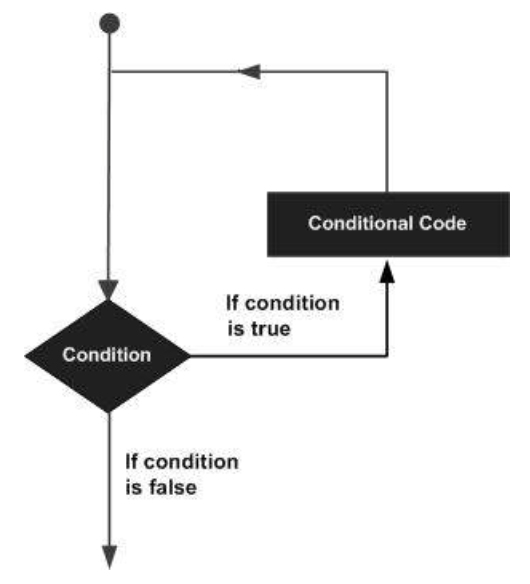 Conditional Code
If condition
is true
Condition
If condition
is false